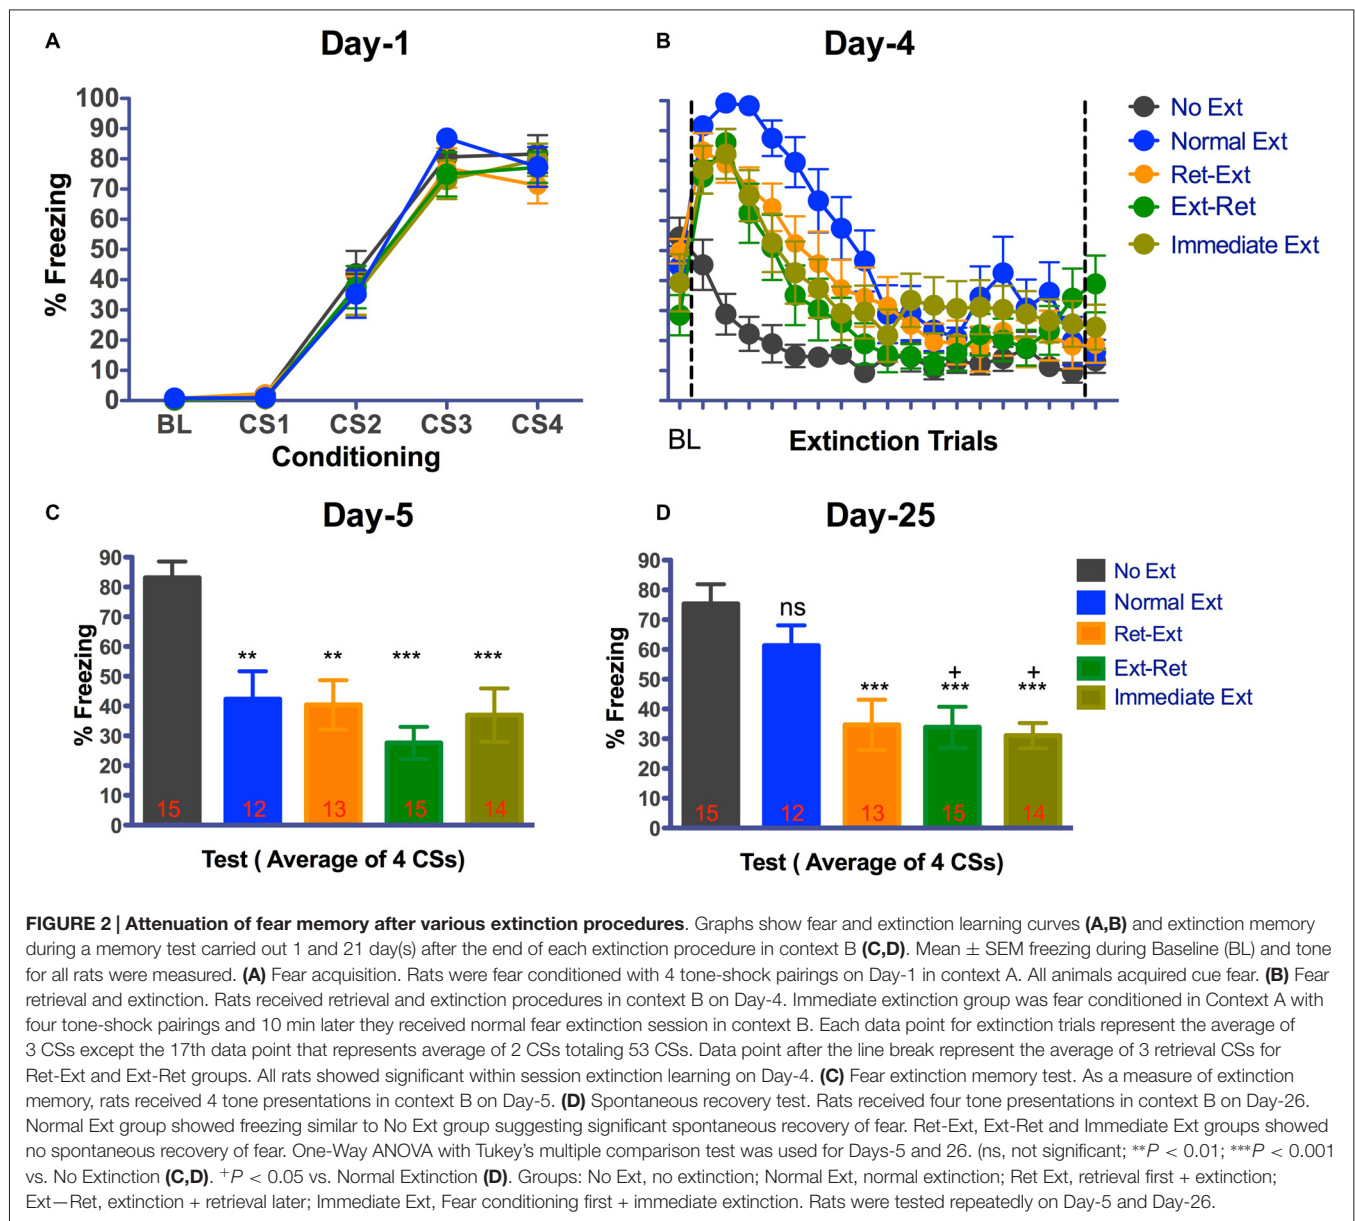 A
Day-1
% Freezing
100
90
80
70
60
50
40
30
20
10
0
BL CS1 CS2 CS3 CS4
Conditioning
B
Day-4
BL
Extinction Trials
No Ext
Normal Ext
Ret-Ext
Ext-Ret
Immediate Ext
C
Day-5
% Freezing
90
80
70
60
50
40
30
20
10
0
** ** *** ***
15 12 13 15 14
Test ( Average of 4 CSs)
D
Day-25
% Freezing
90
80
70
60
50
40
30
20
10
0
ns
+ +
*** *** ***
15 12 13 15 14
Test ( Average of 4 CSs)
No Ext
Normal Ext
Ret-Ext
Ext-Ret
Immediate Ext
FIGURE 2 | Attenuation of fear memory after various extinction procedures. Graphs show fear and extinction learning curves (A,B) and extinction memory
during a memory test carried out 1 and 21 day(s) after the end of each extinction procedure in context B (C,D). Mean ± SEM freezing during Baseline (BL) and tone
for all rats were measured. (A) Fear acquisition. Rats were fear conditioned with 4 tone-shock pairings on Day-1 in context A. All animals acquired cue fear. (B) Fear
retrieval and extinction. Rats received retrieval and extinction procedures in context B on Day-4. Immediate extinction group was fear conditioned in Context A with
four tone-shock pairings and 10 min later they received normal fear extinction session in context B. Each data point for extinction trials represent the average of
3 CSs except the 17th data point that represents average of 2 CSs totaling 53 CSs. Data point after the line break represent the average of 3 retrieval CSs for
Ret-Ext and Ext-Ret groups. All rats showed significant within session extinction learning on Day-4. (C) Fear extinction memory test. As a measure of extinction
memory, rats received 4 tone presentations in context B on Day-5. (D) Spontaneous recovery test. Rats received four tone presentations in context B on Day-26.
Normal Ext group showed freezing similar to No Ext group suggesting significant spontaneous recovery of fear. Ret-Ext, Ext-Ret and Immediate Ext groups showed
no spontaneous recovery of fear. One-Way ANOVA with Tukey's multiple comparison test was used for Days-5 and 26. (ns, not significant; **P < 0.01; ***P < 0.001
vs. No Extinction (C,D). +P < 0.05 vs. Normal Extinction (D). Groups: No Ext, no extinction; Normal Ext, normal extinction; Ret Ext, retrieval first + extinction;
Ext—Ret, extinction + retrieval later; Immediate Ext, Fear conditioning first + immediate extinction. Rats were tested repeatedly on Day-5 and Day-26.